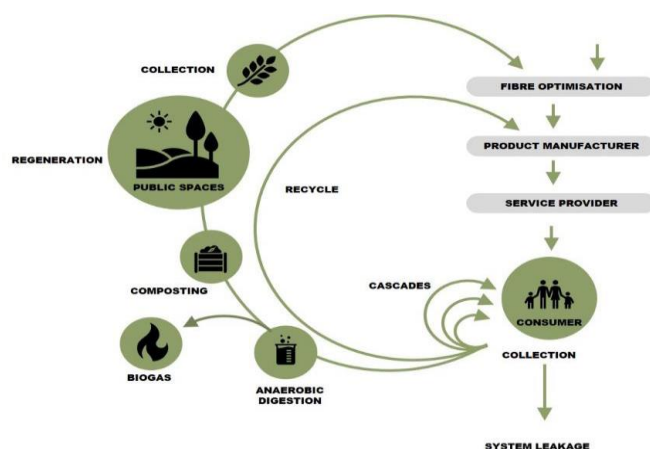 COLLECTION
FIBRE OPTIMISATION
REGENERATION
PUBLIC SPACES
PRODUCT MANUFACTURER
RECYCLE
SERVICE PROVIDER
COMPOSTING
CASCADES
CONSUMER
COLLECTION
BIOGAS
ANAEROBIC
DIGESTION
SYSTEM LEAKAGE